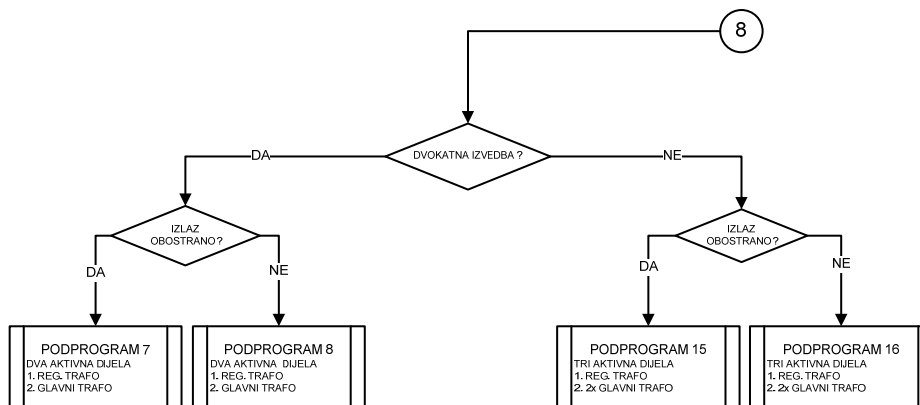 8
DVOKATNA IZVEDBA ?
DA
NE
IZLAZ
OBOSTRANO ?
DA
NE
IZLAZ
OBOSTRANO ?
DA
NE
PODPROGRAM 7
DVA AKTIVNA DIJELA
1. REG. TRAFO
2. GLAVNI TRAFO
PODPROGRAM 8
DVA AKTIVNA DIJELA
1. REG. TRAFO
2. GLAVNI TRAFO
PODPROGRAM 15
TRI AKTIVNA DIJELA
1. REG. TRAFO
2. 2x GLAVNI TRAFO
PODPROGRAM 16
TRI AKTIVNA DIJELA
1. REG. TRAFO
2. 2x GLAVNI TRAFO